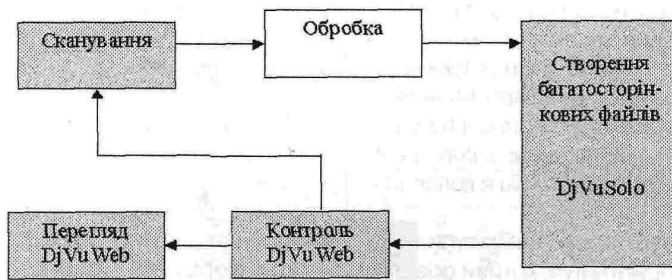 Сканування
Обробка
Створення
багатосторін-
кових файлів
DjVuSolo
Перегляд
DjVu Web
Контроль
DjVu Web